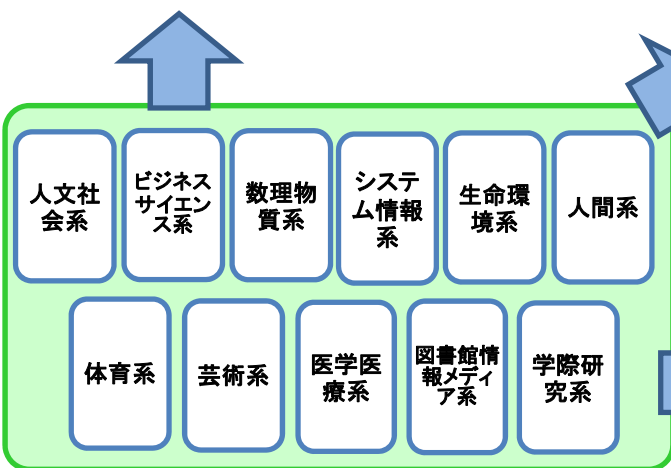 人文社
会系
ビジネス
サイエン
ス系
数理物
質系
システ
ム情報
系
生命環
境系
人間系
体育系
芸術系
医学医
療系
図書館情
報メディ
ア系
学際研
究系